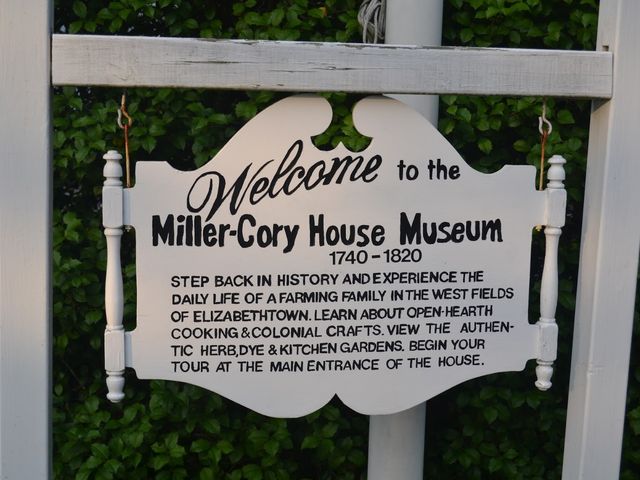 Welcome to the
Miller-Cory House Museum
1740-1820
STEP BACK IN HISTORY AND EXPERIENCE THE
DAILY LIFE OF A FARMING FAMILY IN THE WEST FIELDS
OF ELIZABETHTOWN. LEARN ABOUT OPEN-HEARTH
COOKING & COLONIAL CRAFTS. VIEW THE AUTHEN-
TIC HERB, DYE & KITCHEN GARDENS. BEGIN YOUR
TOUR AT THE MAIN ENTRANCE OF THE HOUSE.